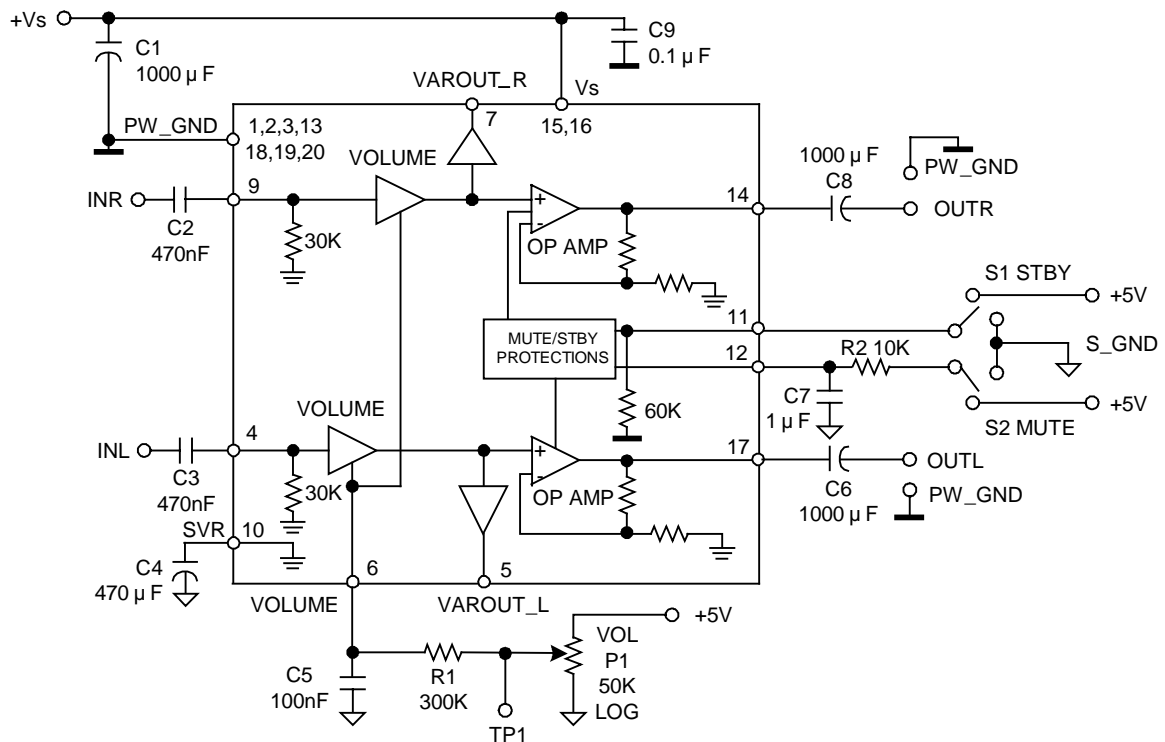 +Vs
C1
1000 µ F
C9
0.1 µ F
VAROUT_R
Vs
7
15,16
PW_GND
1,2,3,13
18,19,20
VOLUME
1000 µ F
C8
PW_GND
INR
9
14
OUTR
C2
470nF
30K
+
-
OP AMP
S1 STBY
+5V
11
MUTE/STBY
PROTECTIONS
S_GND
12
R2 10K
VOLUME
60K
C7
1 µ F
+5V
S2 MUTE
INL
4
17
OUTL
C3
470nF
30K
+
-
OP AMP
C6
1000 µ F
PW_GND
SVR
10
C4
470 µ F
6
5
VOLUME
VAROUT_L
+5V
C5
100nF
R1
300K
VOL
P1
50K
LOG
TP1